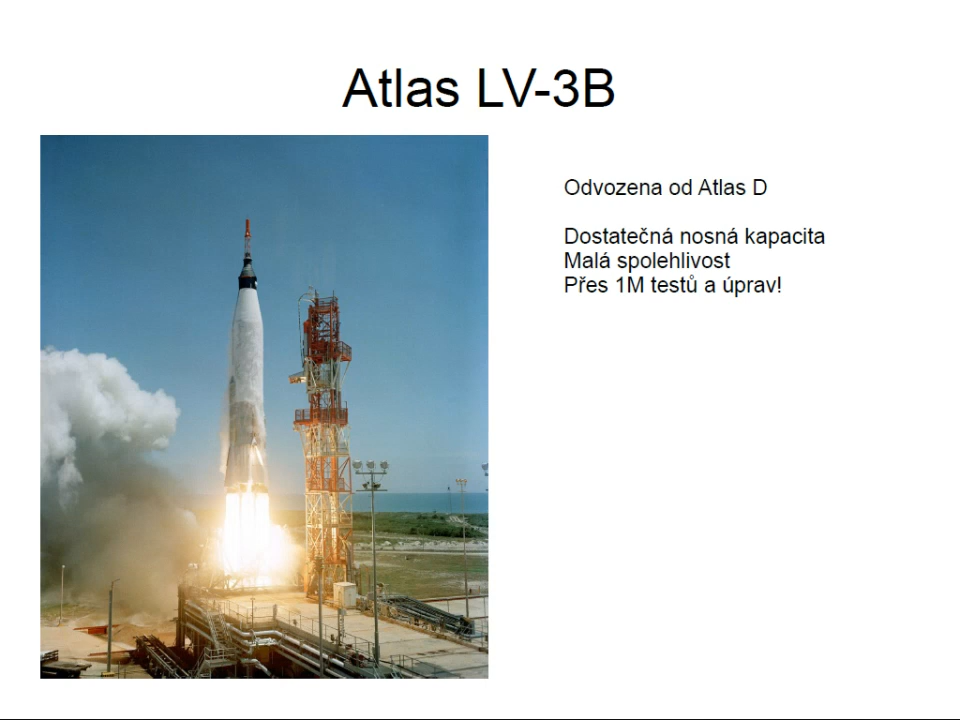 Atlas LV-3B
Odvozena od Atlas D
Dostatečná nosná kapacita
Malá spolehlivost
Přes 1M testů a úprav!